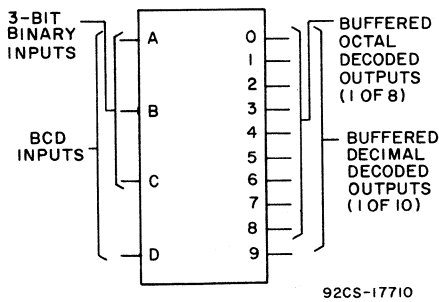 3-BIT
BINARY
INPUTS
BCD
INPUTS
A
B
C
D
0
1
2
3
4
5
6
7
8
9
BUFFERED
OCTAL
DECODED
OUTPUTS
(1 OF 8)
BUFFERED
DECIMAL
DECODED
OUTPUTS
(1 OF 10)
92CS-17710